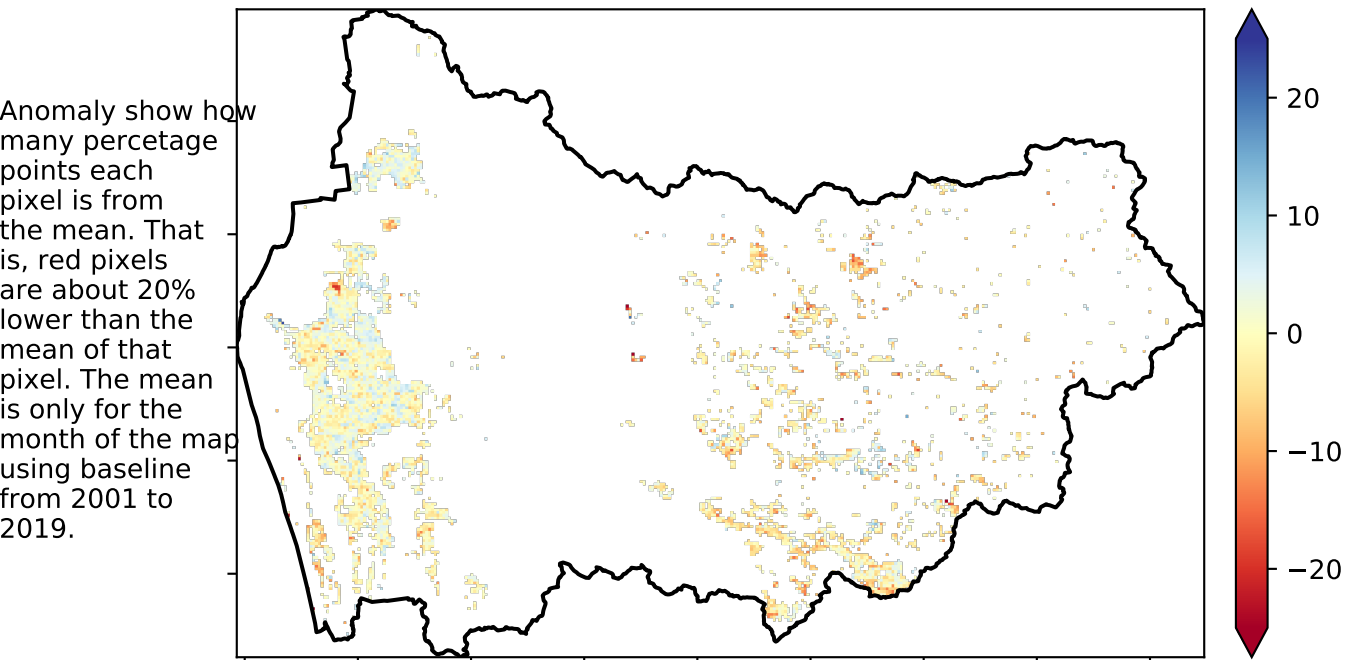 Anomaly show how
many percetage
points each
pixel is from
the mean. That
is, red pixels
are about 20%
lower than the
mean of that
pixel. The mean
is only for the
month of the map
using baseline
from 2001 to
2019.
20
10
0
−10
−20